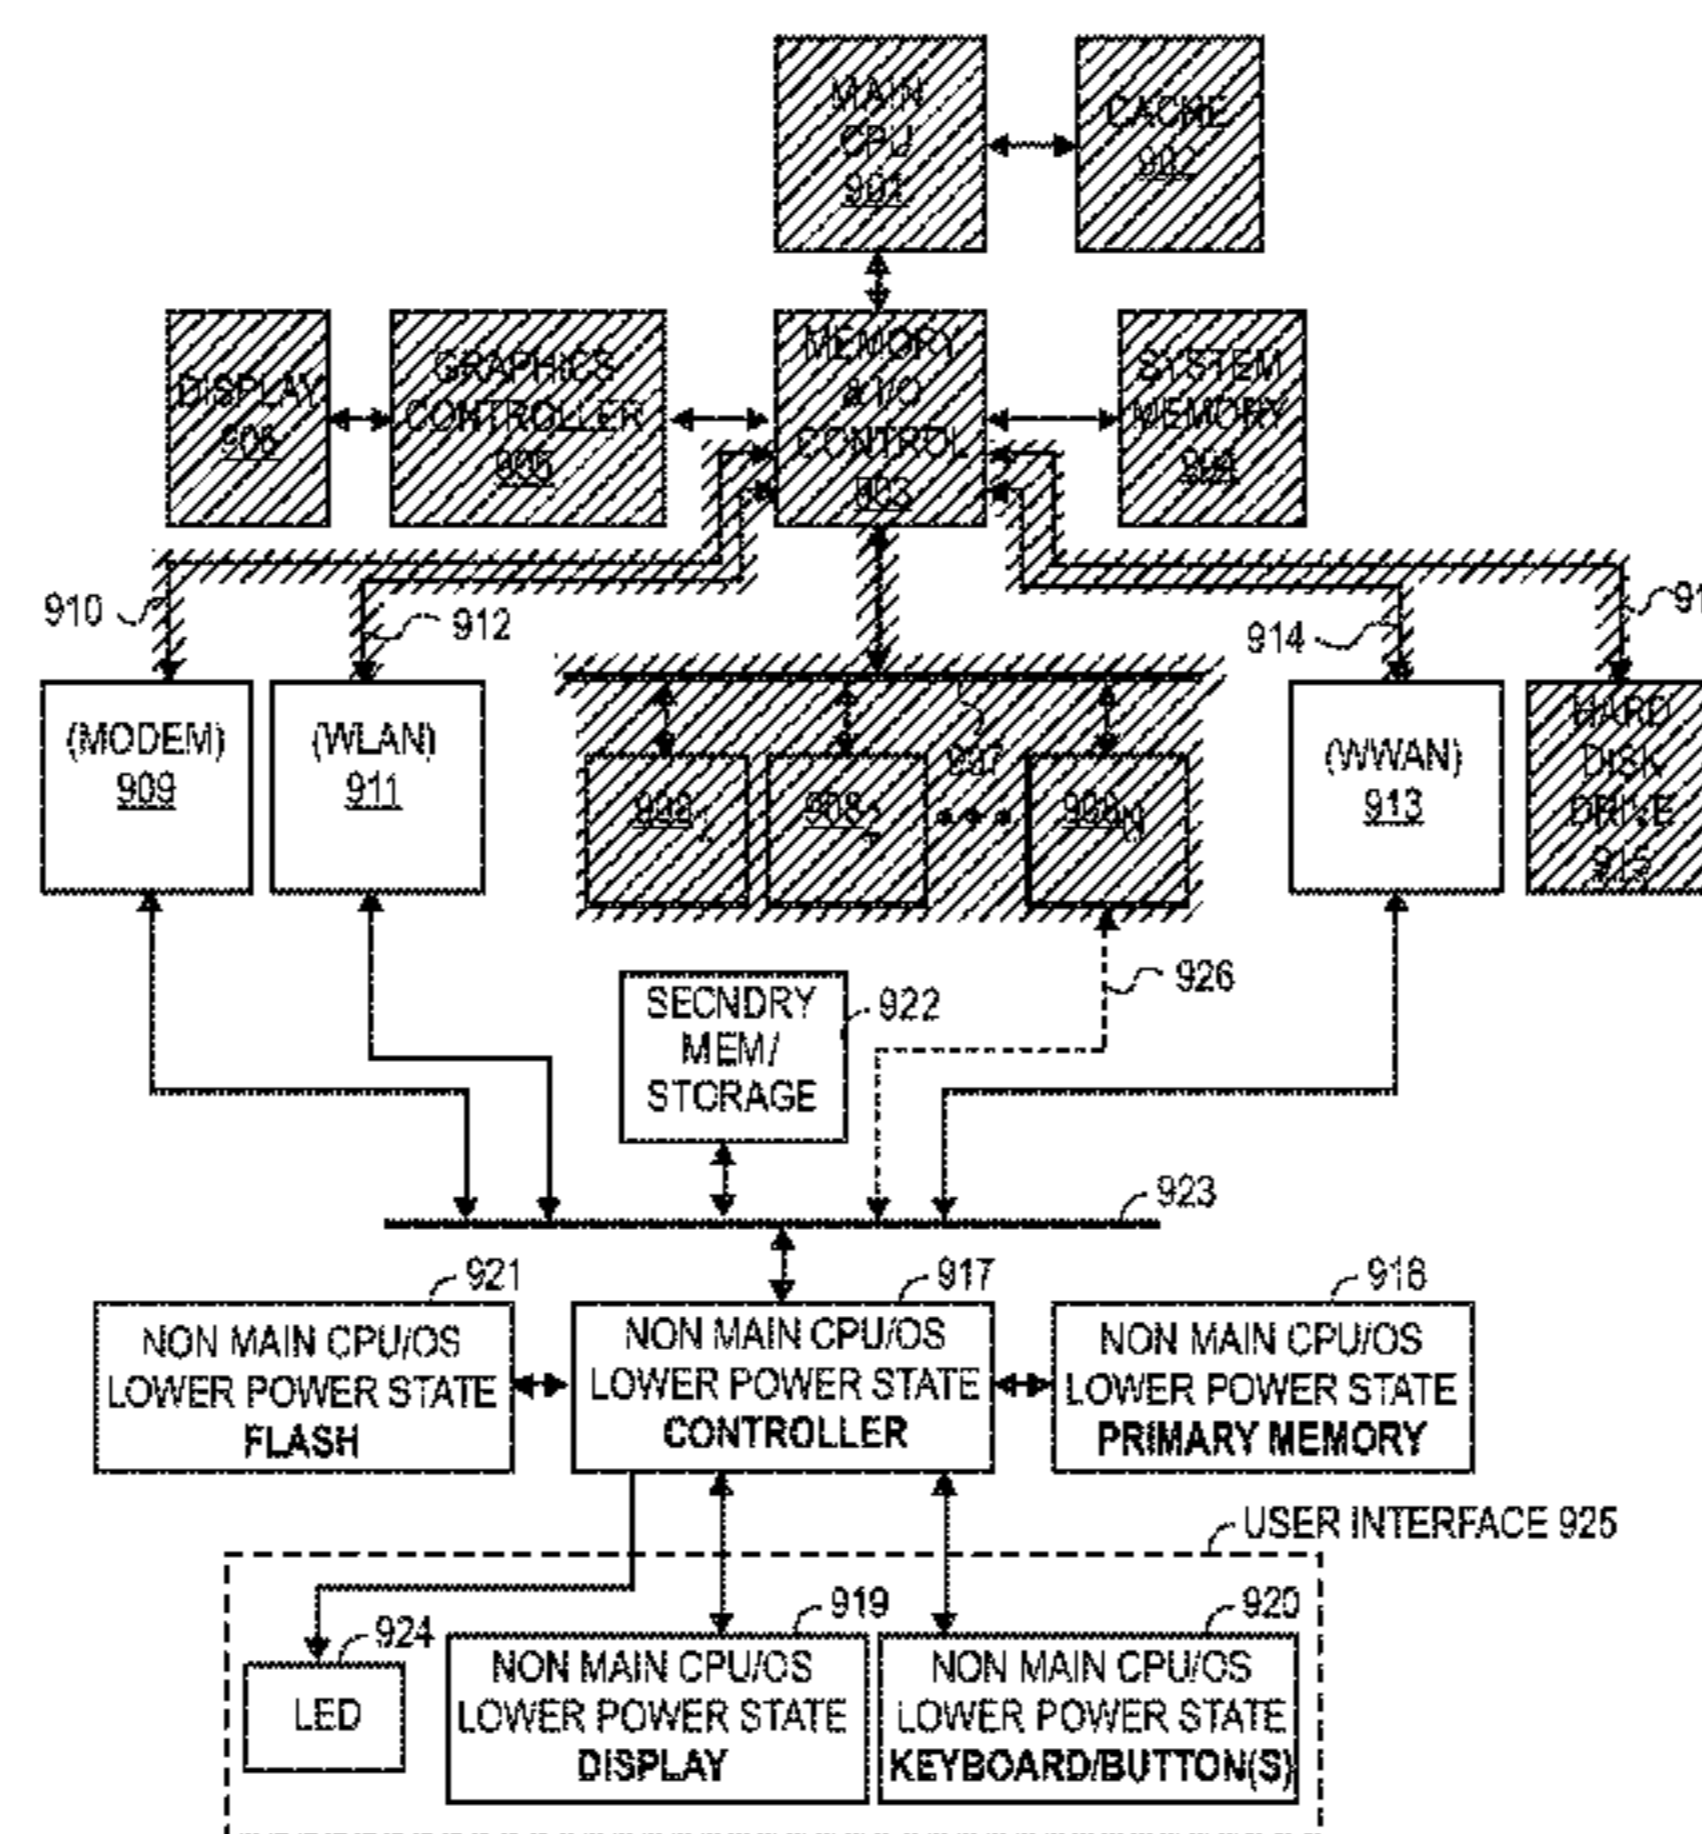 MAIN
CPU
901
CACHE
902
DISPLAY
906
GRAPHICS
CONTROLLER
905
MEMORY
& I/O
CONTROL
903
SYSTEM
MEMORY
904
910
912
914
(MODEM)
909
(WLAN)
911
907
908
(WWAN)
913
HARD
DISK
DRIVE
915
926
SECNDRY
MEM/
STORAGE
922
923
921
NON MAIN CPU/OS
LOWER POWER STATE
FLASH
917
NON MAIN CPU/OS
LOWER POWER STATE
CONTROLLER
918
NON MAIN CPU/OS
LOWER POWER STATE
PRIMARY MEMORY
USER INTERFACE 925
924
LED
919
NON MAIN CPU/OS
LOWER POWER STATE
DISPLAY
920
NON MAIN CPU/OS
LOWER POWER STATE
KEYBOARD/BUTTON(S)